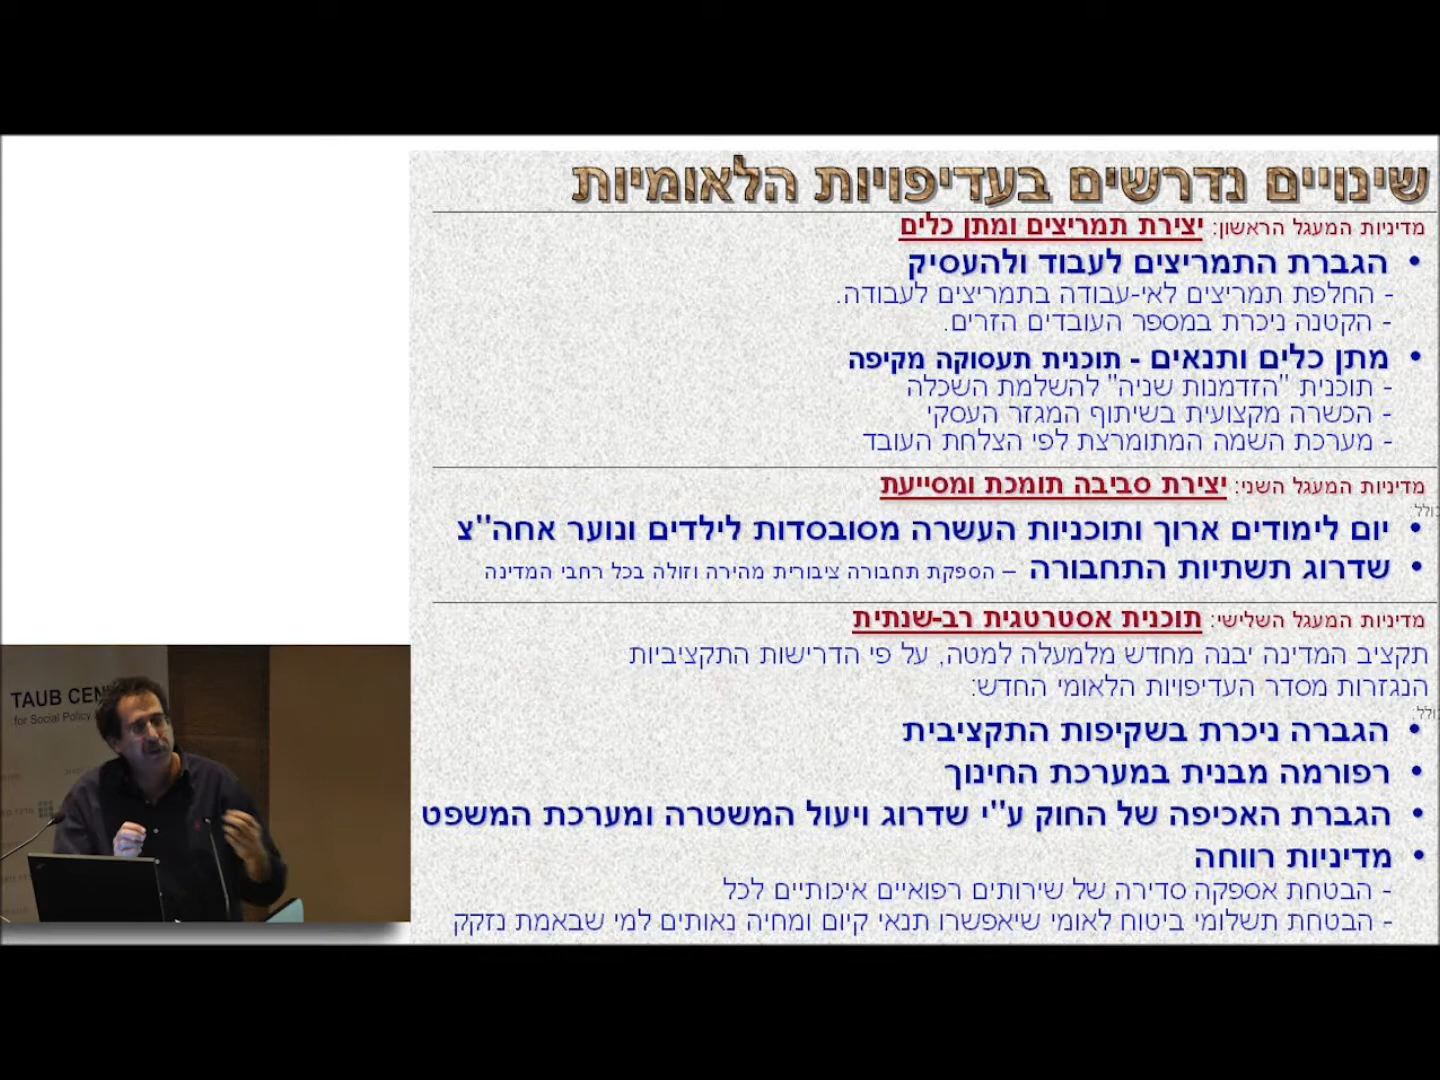 שינויים נדרשים בעדיפויות הלאומיות
מדיניות המעגל הראשון: יצירת תמריצים ומתן כלים
• הגברת התמריצים לעבוד ולהעסיק
- החלפת תמריצים לאי-עבודה בתמריצים לעבודה.
- הקטנה ניכרת במספר העובדים הזרים.
• מתן כלים ותנאים - תוכנית תעסוקה מקיפה
- תוכנית "הזדמנות שניה" להשלמת השכלה
- הכשרה מקצועית בשיתוף המגזר העסקי
- מערכת השמה המתומרצת לפי הצלחת העובד
מדיניות המעגל השני: יצירת סביבה תומכת ומסייעת
• יום לימודים ארוך ותוכניות העשרה מסובסדות לילדים ונוער אחה"צ
• שדרוג תשתיות התחבורה – הספקת תחבורה ציבורית מהירה וזולה בכל רחבי המדינה
מדיניות המעגל השלישי: תוכנית אסטרטגית רב-שנתית
תקציב המדינה יבנה מחדש מלמעלה למטה, על פי הדרישות התקציביות
הנגזרות מסדר העדיפויות הלאומי החדש:
• הגברה ניכרת בשקיפות התקציבית
• רפורמה מבנית במערכת החינוך
• הגברת האכיפה של החוק ע"י שדרוג ויעול המשטרה ומערכת המשפט
• מדיניות רווחה
- הבטחת אספקה סדירה של שירותים רפואיים איכותיים לכל
- הבטחת תשלומי ביטוח לאומי שיאפשרו תנאי קיום ומחיה נאותים למי שבאמת נזקק
TAUB CEN
for Social Policy